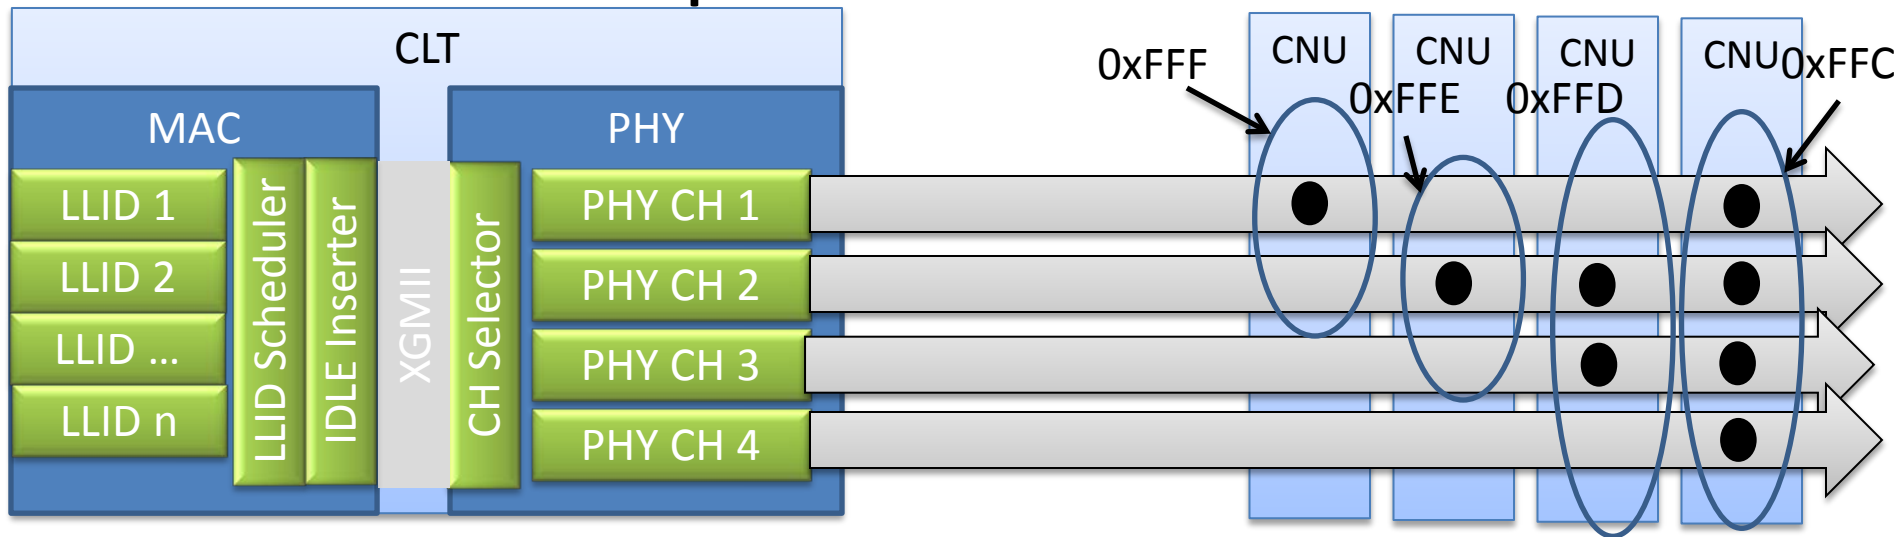 CLT
MAC
LLID 1
LLID 2
LLID ...
LLID n
LLID Scheduler
IDLE Inserter
XGMII
PHY
CH Selector
PHY CH 1
PHY CH 2
PHY CH 3
PHY CH 4
0xFFF
CNU
CNU
0xFFE
CNU
0xFFD
CNU
0xFFC